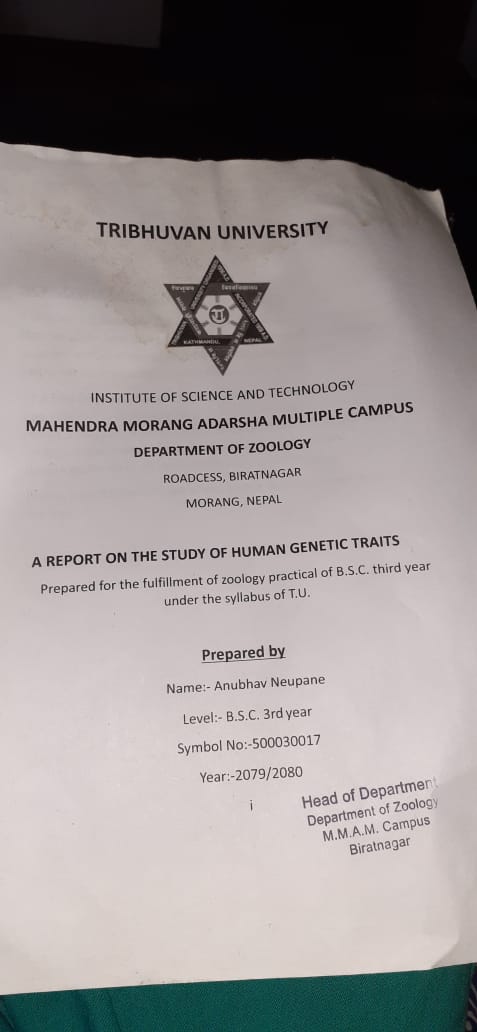 TRIBHUVAN UNIVERSITY
KATHMANDU, NEPAL
INSTITUTE OF SCIENCE AND TECHNOLOGY
MAHENDRA MORANG ADARSHA MULTIPLE CAMPUS
DEPARTMENT OF ZOOLOGY
ROADCESS, BIRATNAGAR
MORANG, NEPAL
A REPORT ON THE STUDY OF HUMAN GENETIC TRAITS
Prepared for the fulfillment of zoology practical of B.S.C. third year
under the syllabus of T.U.
Prepared by
Name:- Anubhav Neupane
Level:- B.S.C. 3rd year
Symbol No:-500030017
Year:-2079/2080
i
Head of Department
Department of Zoology
M.M.A.M. Campus
Biratnagar